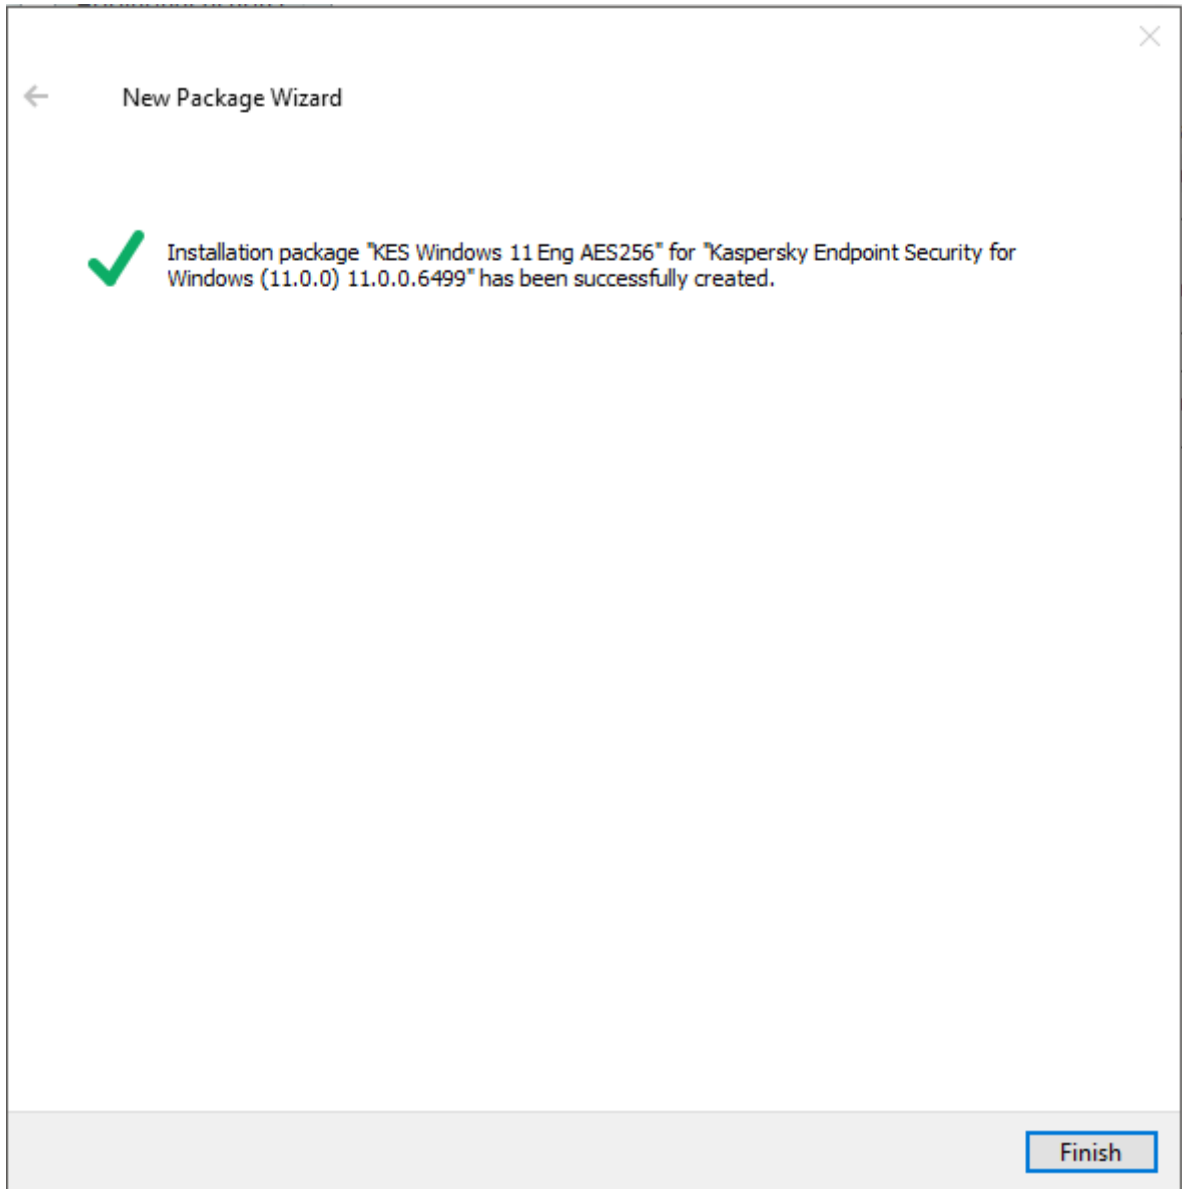 New Package Wizard
Installation package "KES Windows 11 Eng AES256" for "Kaspersky Endpoint Security for
Windows (11.0.0) 11.0.0.6499" has been successfully created.
Finish